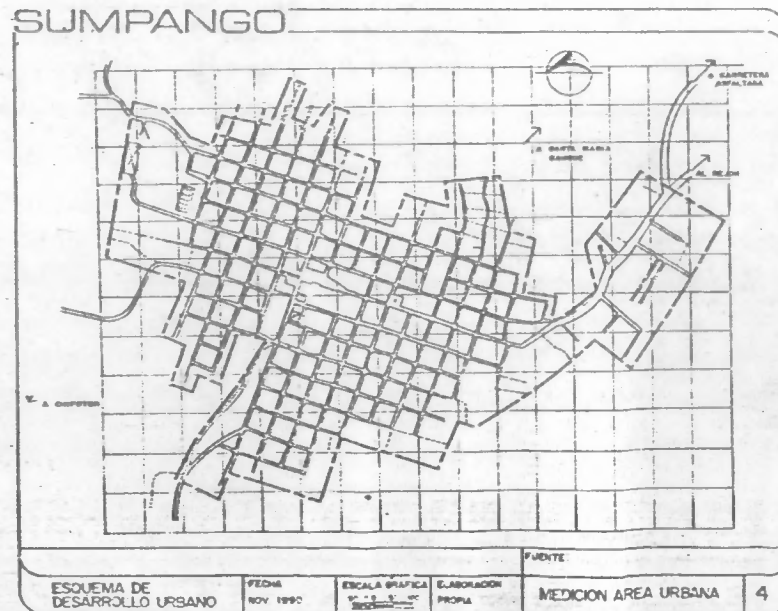 SUMPANGO
A CARRETERA
ASFALTADA
A SANTA MARIA
AL REJON
A
FUENTE:
ESQUEMA DE
DESARROLLO URBANO
FECHA
NOV. 1990
ESCALA GRAFICA
ELABORACION
PROPIA
MEDICION AREA URBANA
4